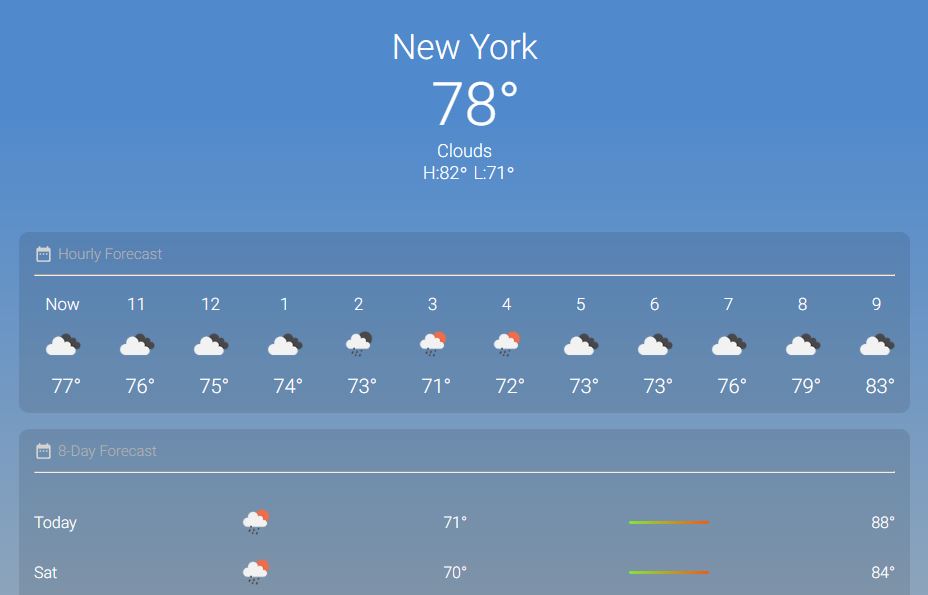 New York
78°
Clouds
H:82° L:71°
Hourly Forecast
Now 11 12 1 2 3 4 5 6 7 8 9
77° 76° 75° 74° 73° 71° 72° 73° 73° 76° 79° 83°
8-Day Forecast
Today 71° 88°
Sat 70° 84°